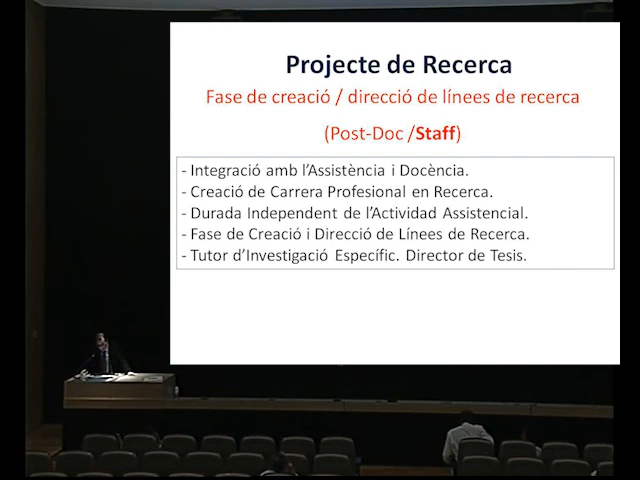 Projecte de Recerca
Fase de creació / direcció de línees de recerca
(Post-Doc /Staff)
- Integració amb l'Assistència i Docència.
- Creació de Carrera Profesional en Recerca.
- Durada Independent de l'Actividad Assistencial.
- Fase de Creació i Direcció de Línees de Recerca.
- Tutor d'Investigació Específic. Director de Tesis.